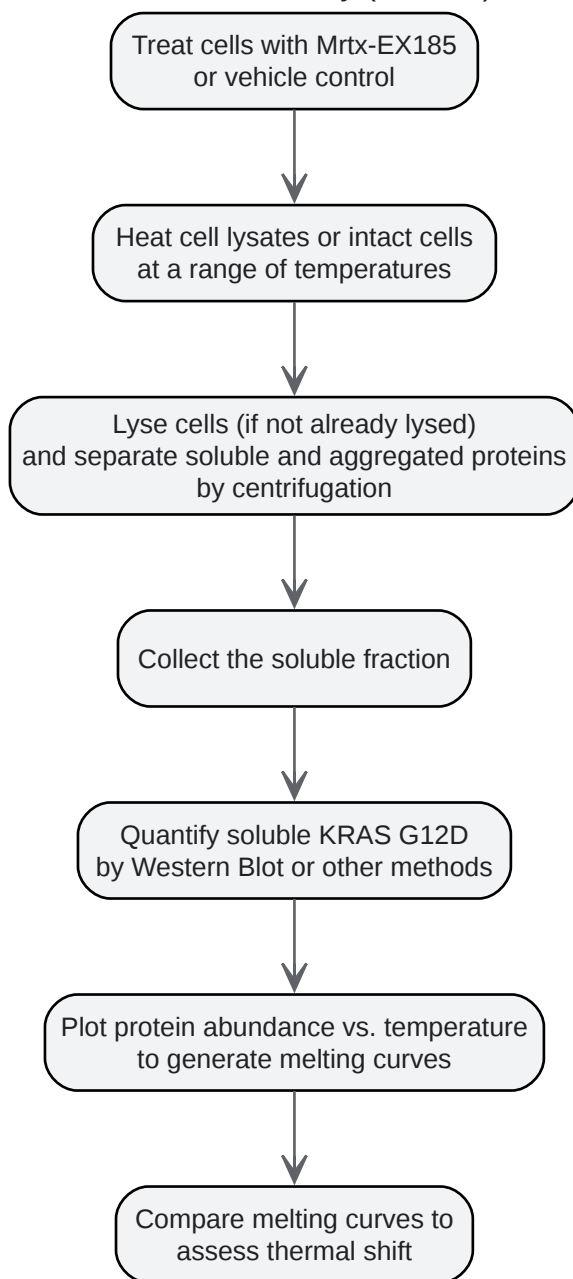 Treat cells with Mrtx-EX185
or vehicle control
Heat cell lysates or intact cells
at a range of temperatures
Lyse cells (if not already lysed)
and separate soluble and aggregated proteins
by centrifugation
Collect the soluble fraction
Quantify soluble KRAS G12D
by Western Blot or other methods
Plot protein abundance vs. temperature
to generate melting curves
Compare melting curves to
assess thermal shift